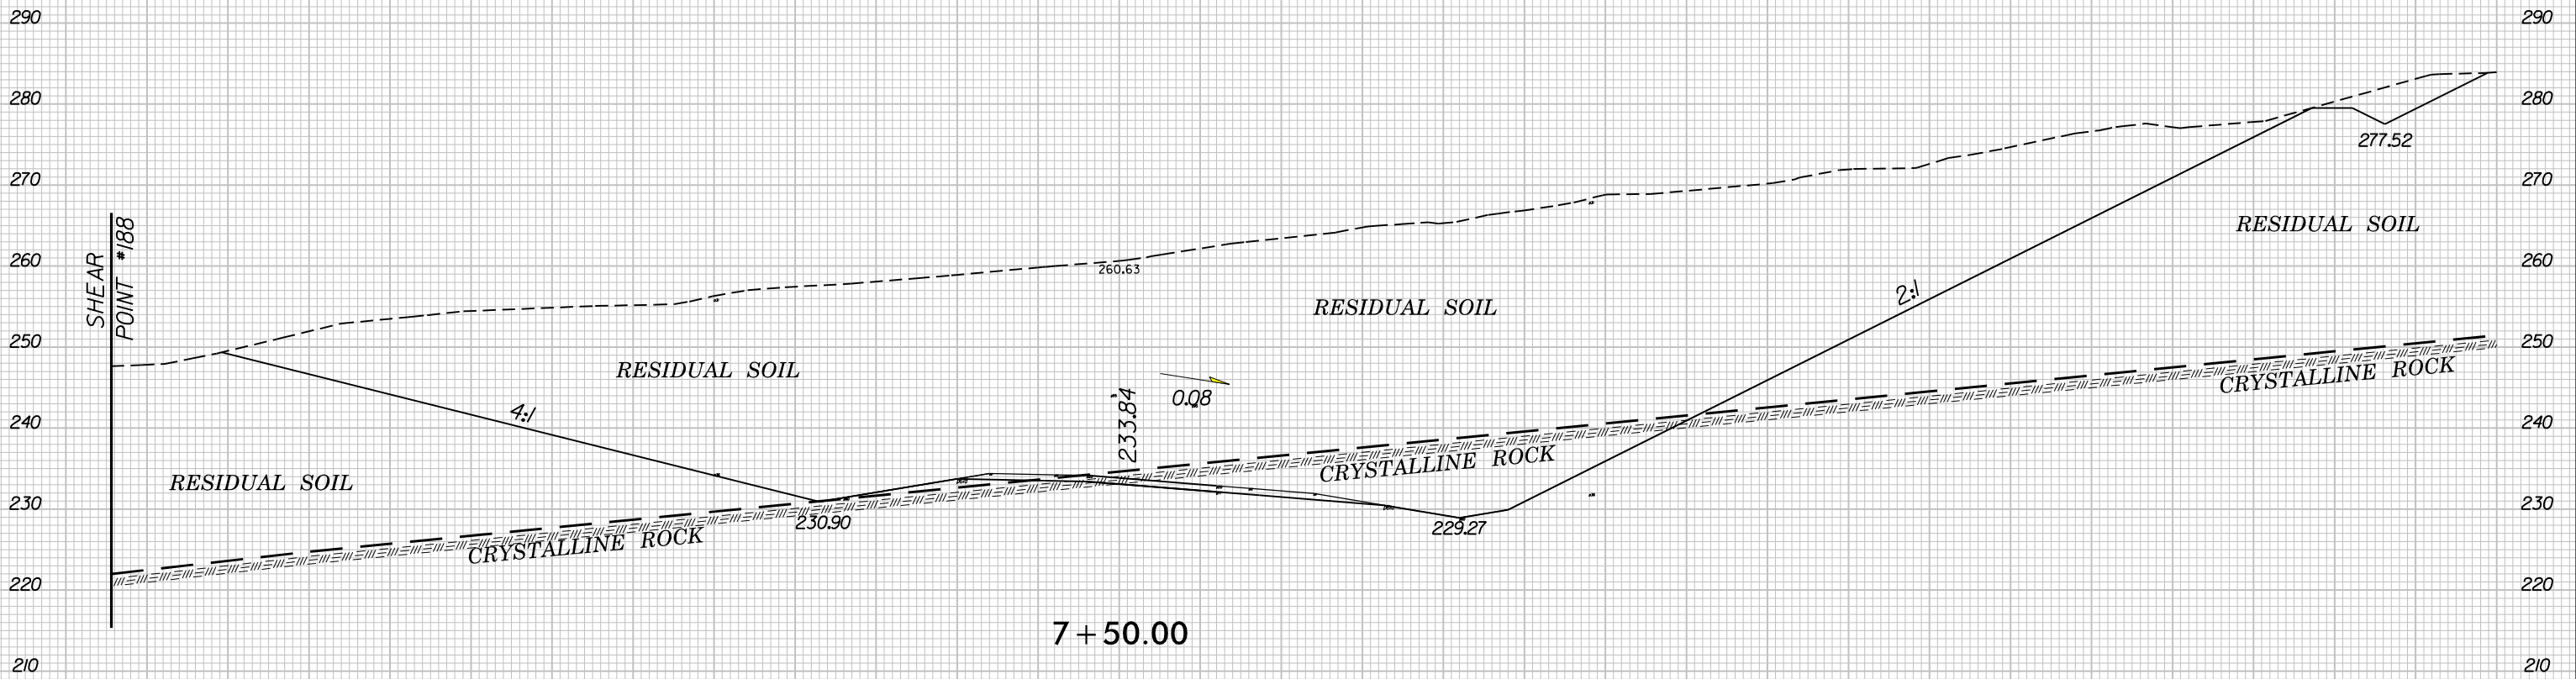 290 290
280 280
277.52
270 270
RESIDUAL SOIL
SHEAR
POINT #188
260 260.63 260
2:1
RESIDUAL SOIL
250 250
RESIDUAL SOIL
CRYSTALLINE ROCK
4:1
233.84
0.08
240 240
CRYSTALLINE ROCK
RESIDUAL SOIL
230 230
230.90
229.27
CRYSTALLINE ROCK
220 220
7+50.00
210 210